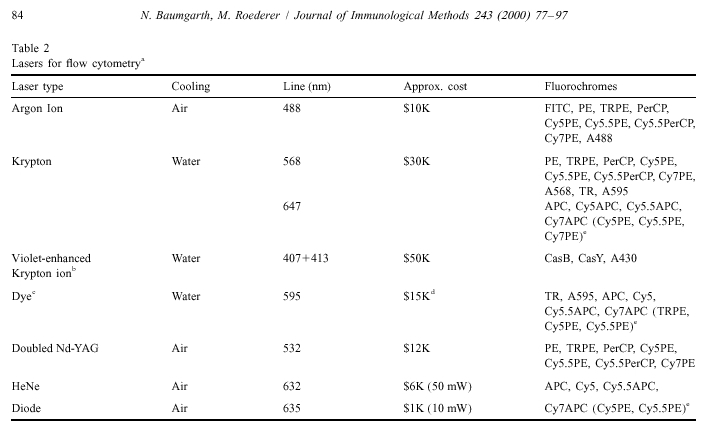 84 N. Baumgarth, M. Roederer / Journal of Immunological Methods 243 (2000) 77–97
Table 2
Lasers for flow cytometryᵃ
Laser type Cooling Line (nm) Approx. cost Fluorochromes
Argon Ion Air 488 $10K FITC, PE, TRPE, PerCP,
Cy5PE, Cy5.5PE, Cy5.5PerCP,
Cy7PE, A488
Krypton Water 568 $30K PE, TRPE, PerCP, Cy5PE,
Cy5.5PE, Cy5.5PerCP, Cy7PE,
A568, TR, A595
647 APC, Cy5APC, Cy5.5APC,
Cy7APC (Cy5PE, Cy5.5PE,
Cy7PE)ᵉ
Violet-enhanced Water 407+413 $50K CasB, CasY, A430
Krypton ionᵇ
Dyeᶜ Water 595 $15Kᵈ TR, A595, APC, Cy5,
Cy5.5APC, Cy7APC (TRPE,
Cy5PE, Cy5.5PE)ᵉ
Doubled Nd-YAG Air 532 $12K PE, TRPE, PerCP, Cy5PE,
Cy5.5PE, Cy5.5PerCP, Cy7PE
HeNe Air 632 $6K (50 mW) APC, Cy5, Cy5.5APC,
Diode Air 635 $1K (10 mW) Cy7APC (Cy5PE, Cy5.5PE)ᵉ